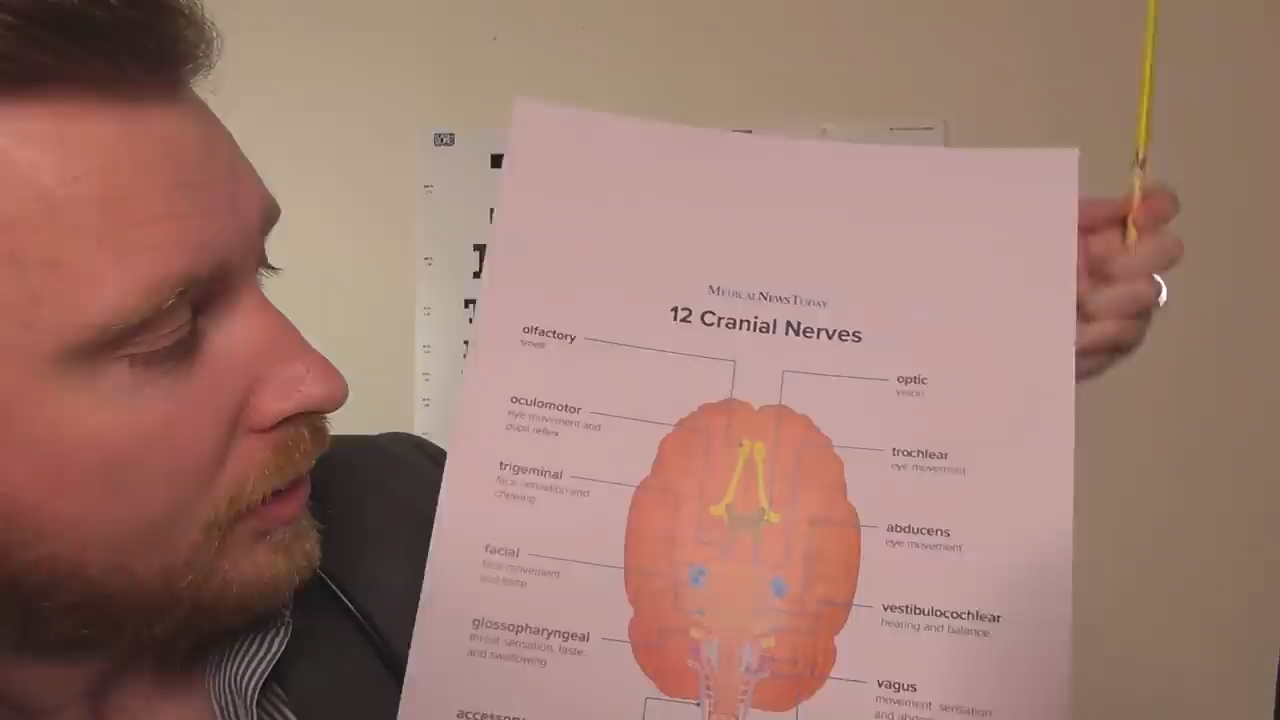 MEDICALNEWSTODAY
12 Cranial Nerves
olfactory
smell
optic
vision
oculomotor
eye movement and
pupil reflex
trochlear
eye movement
trigeminal
face sensation and
chewing
abducens
eye movement
facial
face movement
and taste
vestibulocochlear
hearing and balance
glossopharyngeal
throat sensation, taste,
and swallowing
vagus
movement, sensation